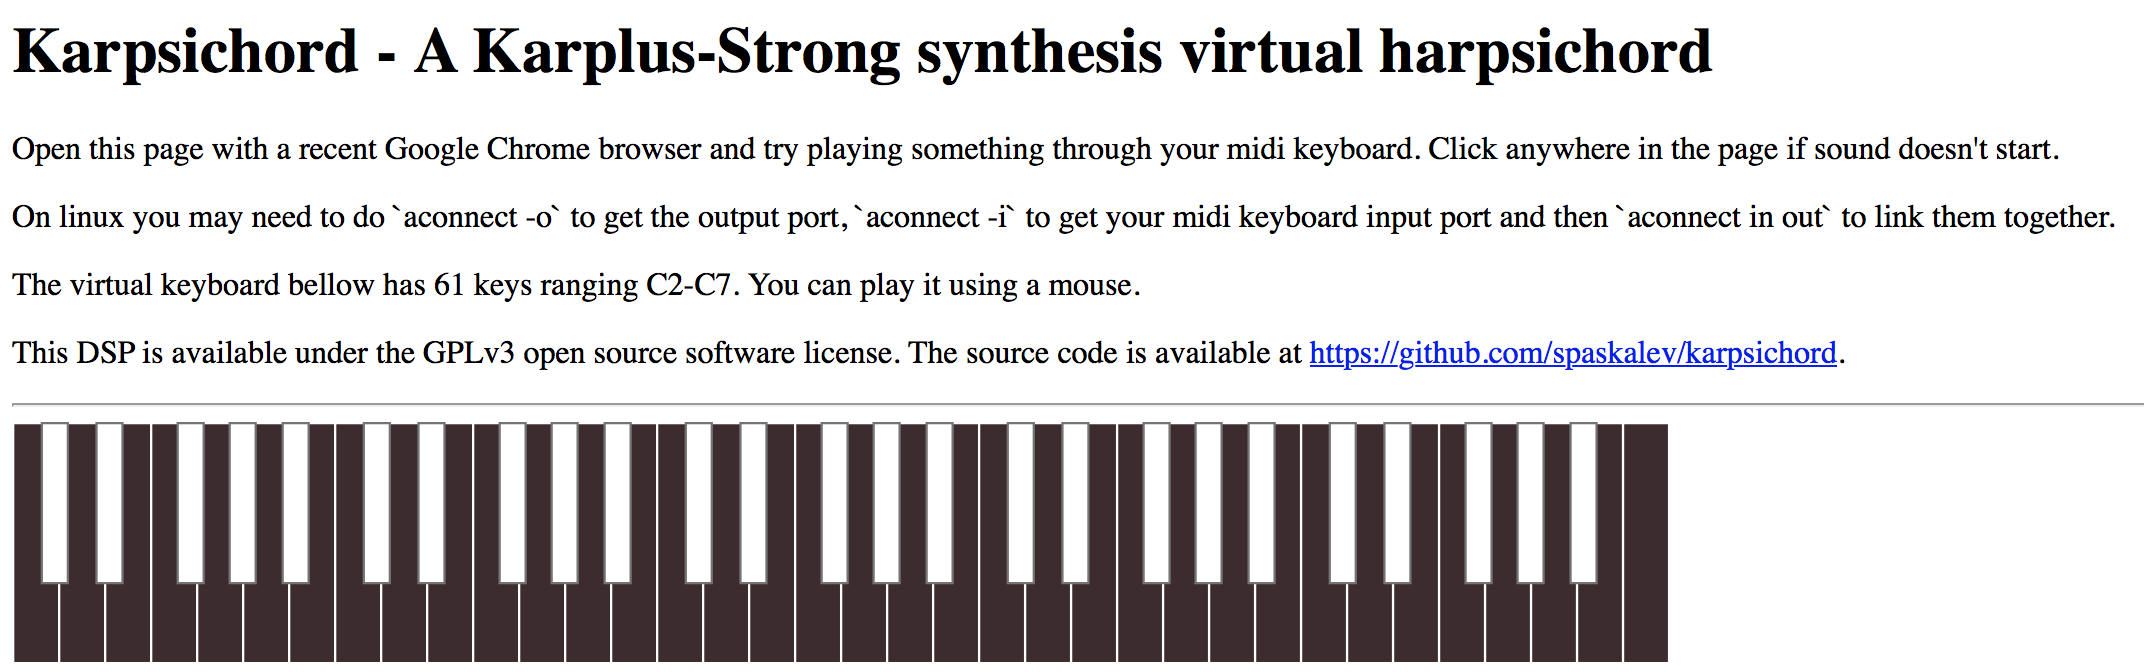 Karpsichord - A Karplus-Strong synthesis virtual harpsichord
Open this page with a recent Google Chrome browser and try playing something through your midi keyboard. Click anywhere in the page if sound doesn't start.
On linux you may need to do `aconnect -o` to get the output port, `aconnect -i` to get your midi keyboard input port and then `aconnect in out` to link them together.
The virtual keyboard bellow has 61 keys ranging C2-C7. You can play it using a mouse.
This DSP is available under the GPLv3 open source software license. The source code is available at https://github.com/spaskalev/karpsichord.